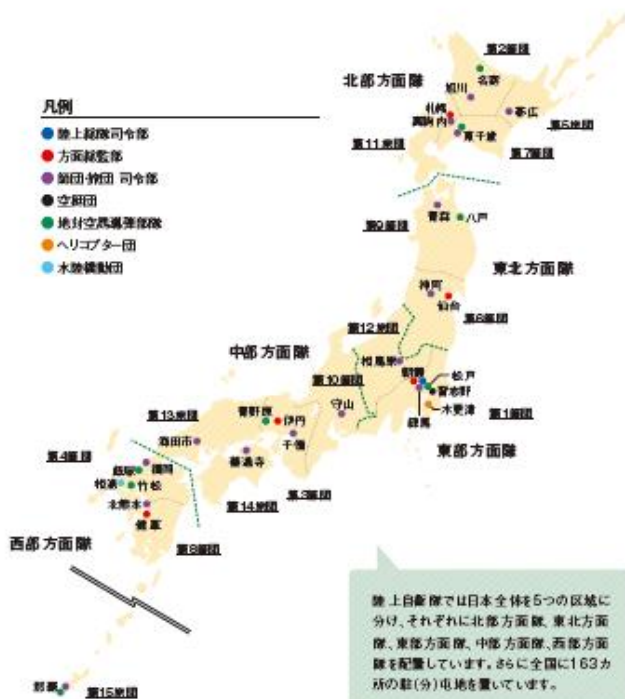 第2師団
北部方面隊
名寄
旭川
凡例
札幌
帯広
陸上総隊司令部
真駒内
東千歳
第5旅団
方面総監部
第11旅団
第7師団
師団・旅団 司令部
空挺団
地対空誘導弾部隊
ヘリコプター団
水陸機動団
第9師団
青森
八戸
東北方面隊
神町
仙台
第6師団
第12旅団
中部方面隊
相馬原
朝霞
松戸
第10師団
習志野
守山
木更津
第13旅団
青野原
伊丹
練馬
第1師団
海田市
千僧
東部方面隊
第4師団
善通寺
飯塚
福岡
第3師団
相浦
竹松
第14旅団
北熊本
健軍
第8師団
西部方面隊
陸上自衛隊では日本全体を5つの区域に
分け、それぞれに北部方面隊、東北方面
隊、東部方面隊、中部方面隊、西部方面
隊を配置しています。さらに全国に163カ
所の駐(分)屯地を置いています。
那覇
第15旅団